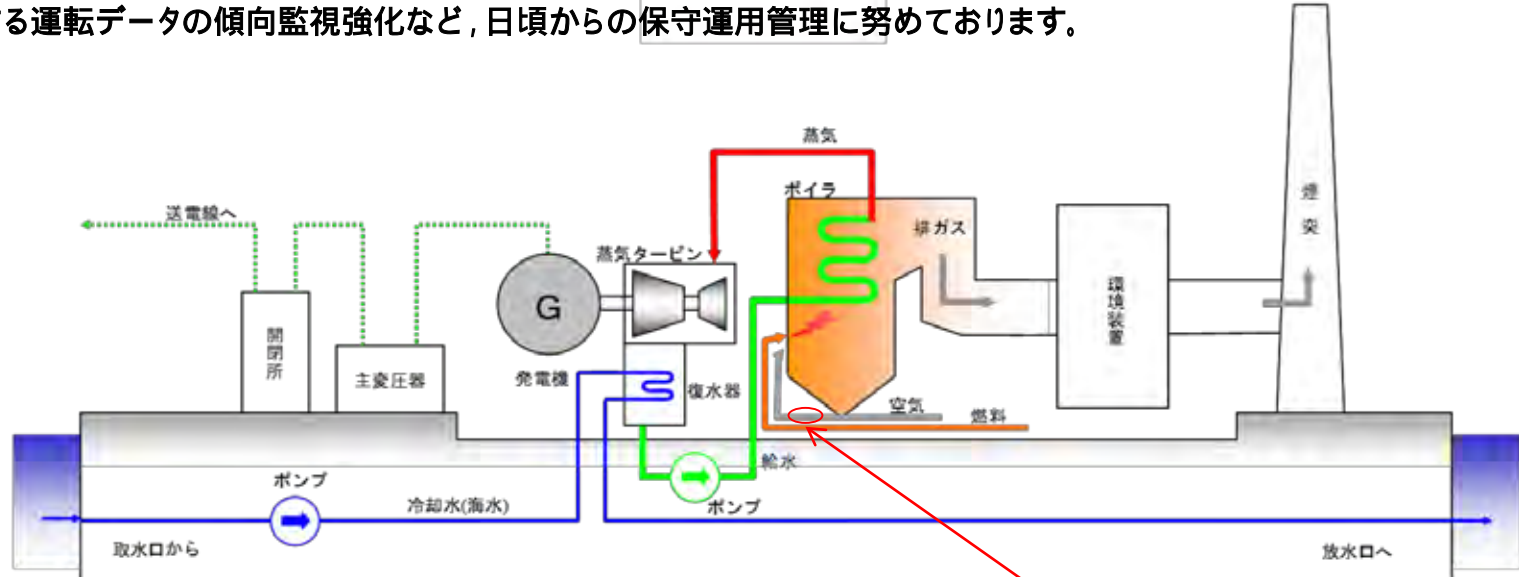 る運転データの傾向監視強化など，日頃からの保守運用管理に努めております。
蒸気
ボイラ
送電線へ
排ガス
煙突
蒸気タービン
環境装置
G
開閉所
主変圧器
発電機
復水器
空気
燃料
給水
ポンプ
ポンプ
冷却水(海水)
取水口から
放水口へ